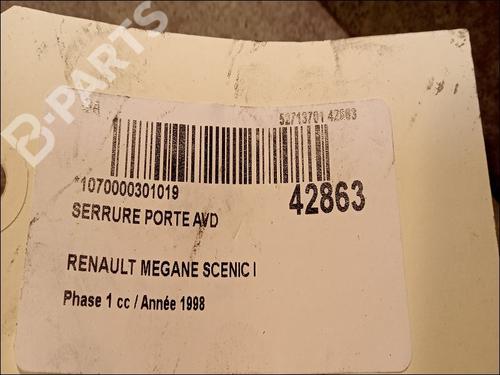 B-PARTS
52713701 42863
*1070000301019
42863
SERRURE PORTE AVD
RENAULT MEGANE SCENIC I
Phase 1 cc / Année 1998